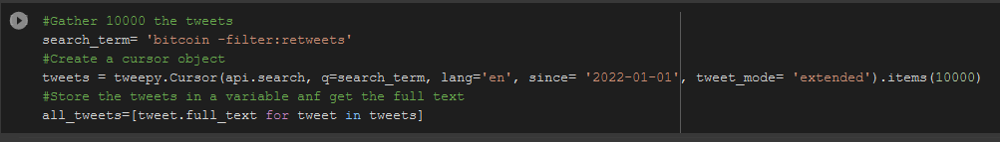 #Gather 10000 the tweets
search_term= 'bitcoin -filter:retweets'
#Create a cursor object
tweets = tweepy.Cursor(api.search, q=search_term, lang='en', since= '2022-01-01', tweet_mode= 'extended').items(10000)
#Store the tweets in a variable anf get the full text
all_tweets=[tweet.full_text for tweet in tweets]